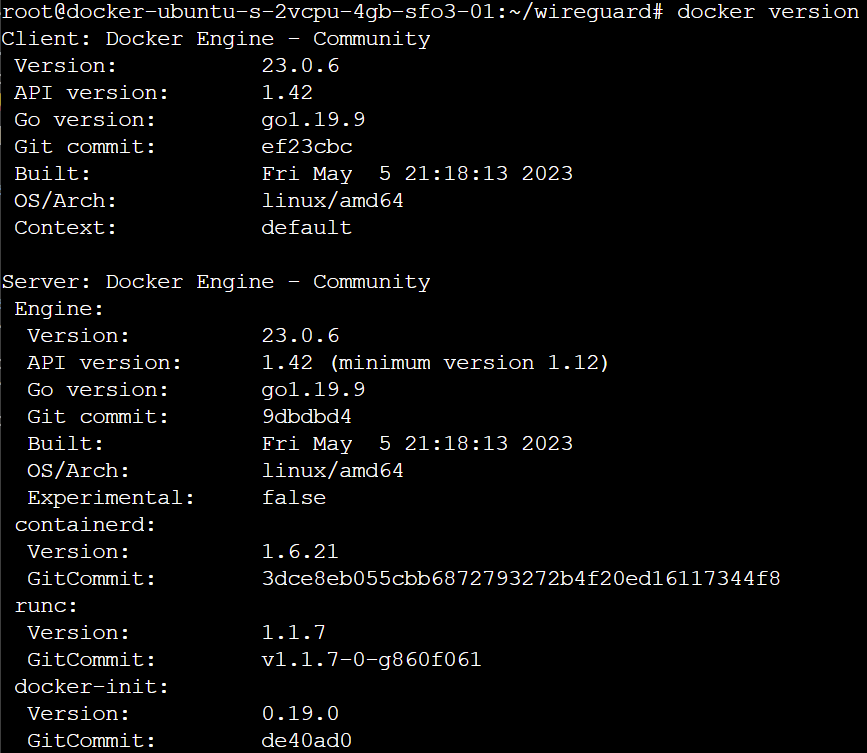 root@docker-ubuntu-s-2vcpu-4gb-sfo3-01:~/wireguard# docker version
Client: Docker Engine - Community
 Version:           23.0.6
 API version:       1.42
 Go version:        go1.19.9
 Git commit:        ef23cbc
 Built:             Fri May  5 21:18:13 2023
 OS/Arch:           linux/amd64
 Context:           default

Server: Docker Engine - Community
 Engine:
  Version:          23.0.6
  API version:      1.42 (minimum version 1.12)
  Go version:       go1.19.9
  Git commit:       9dbdbd4
  Built:            Fri May  5 21:18:13 2023
  OS/Arch:          linux/amd64
  Experimental:     false
 containerd:
  Version:          1.6.21
  GitCommit:        3dce8eb055cbb6872793272b4f20ed16117344f8
 runc:
  Version:          1.1.7
  GitCommit:        v1.1.7-0-g860f061
 docker-init:
  Version:          0.19.0
  GitCommit:        de40ad0